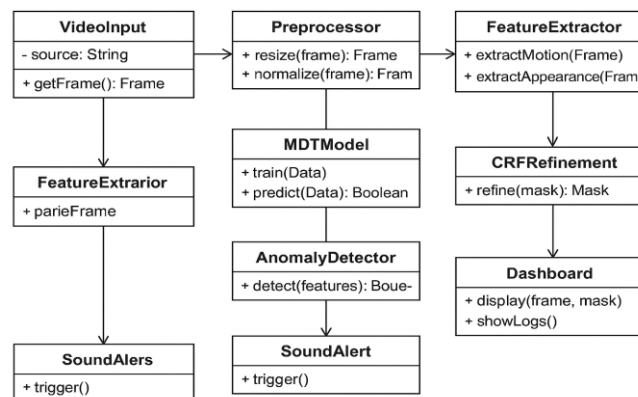 VideoInput
- source: String
+ getFrame(): Frame
Preprocessor
+ resize(frame): Frame
+ normalize(frame): Fram
FeatureExtractor
+ extractMotion(Frame)
+ extractAppearance(Fram
MDTModel
+ train(Data)
+ predict(Data): Boolean
FeatureExtrarior
+ parieFrame
CRFRefinement
+ refine(mask): Mask
AnomalyDetector
+ detect(features): Boue-
Dashboard
+ display(frame, mask)
+ showLogs()
SoundAlers
+ trigger()
SoundAlert
+ trigger()